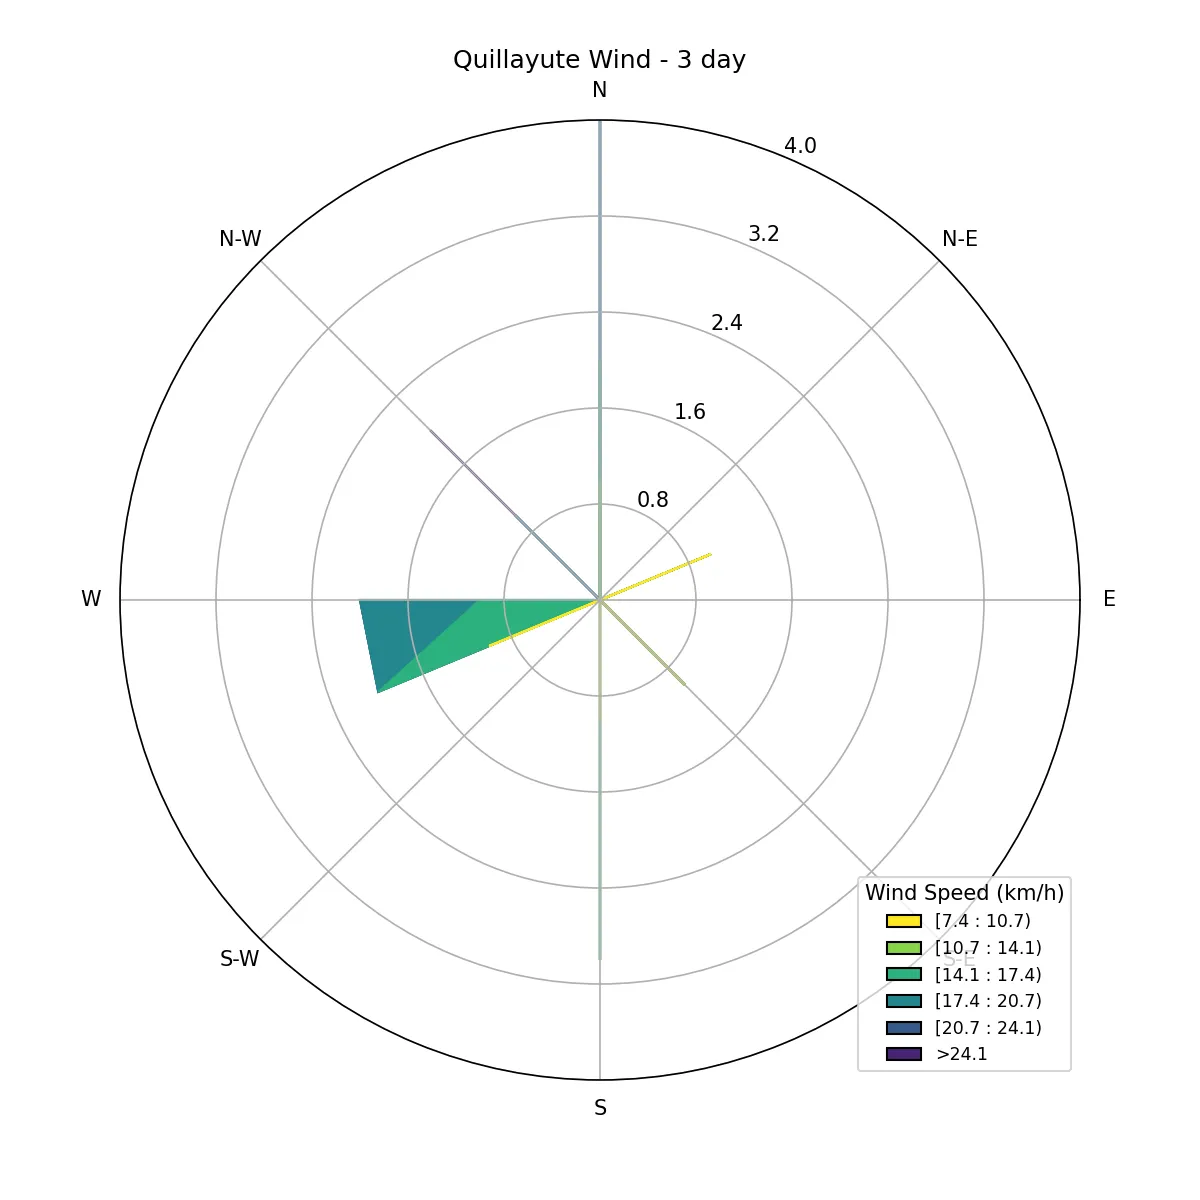 Quillayute Wind - 3 day
N
4.0
N-W
N-E
3.2
2.4
1.6
0.8
W
E
Wind Speed (km/h)
[7.4 : 10.7)
[10.7 : 14.1)
S-W
S-E
[14.1 : 17.4)
[17.4 : 20.7)
[20.7 : 24.1)
>24.1
S